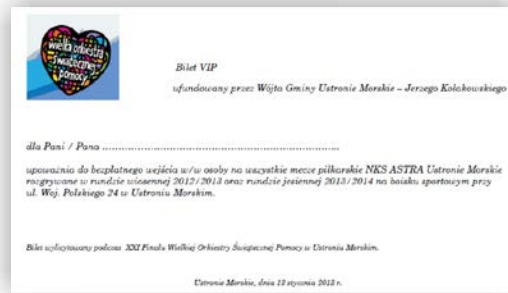 wielka orkiestra
świątecznej
pomocy
Bilet VIP
ufundowany przez Wójta Gminy Ustronie Morskie – Jerzego Kołakowskiego
dla Pani / Pana ..........................................................................
upoważnia do bezpłatnego wejścia w/w osoby na wszystkie mecze piłkarskie NKS ASTRA Ustronie Morskie
rozgrywane w rundzie wiosennej 2012/2013 oraz rundzie jesiennej 2013/2014 na boisku sportowym przy
ul. Woj. Polskiego 24 w Ustroniu Morskim.
Bilet wylicytowany podczas XXI Finału Wielkiej Orkiestry Świątecznej Pomocy w Ustroniu Morskim.
Ustronie Morskie, dnia 13 stycznia 2013 r.